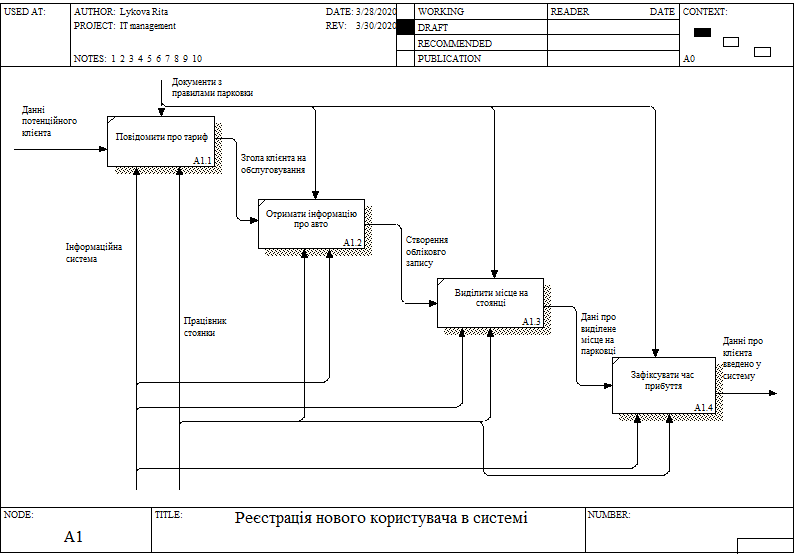 USED AT:
AUTHOR: Lykova Rita
DATE: 3/28/2020
PROJECT: IT management
REV: 3/30/2020
NOTES: 1 2 3 4 5 6 7 8 9 10
WORKING
DRAFT
RECOMMENDED
PUBLICATION
READER
DATE
CONTEXT:
A0
Документи з
правилами парковки
Данні
потенційного
клієнта
Повідомити про тариф
A1.1
Згола клієнта на
обслуговування
Отримати інформацію
про авто
A1.2
Інформаційна
система
Створення
облікового
запису
Виділити місце на
стоянці
A1.3
Працівник
стоянки
Дані про
виділене
місце на
парковці
Данні про
клієнта
введено у
систему
Зафіксувати час
прибуття
A1.4
NODE:
A1
TITLE:
Реєстрація нового користувача в системі
NUMBER: